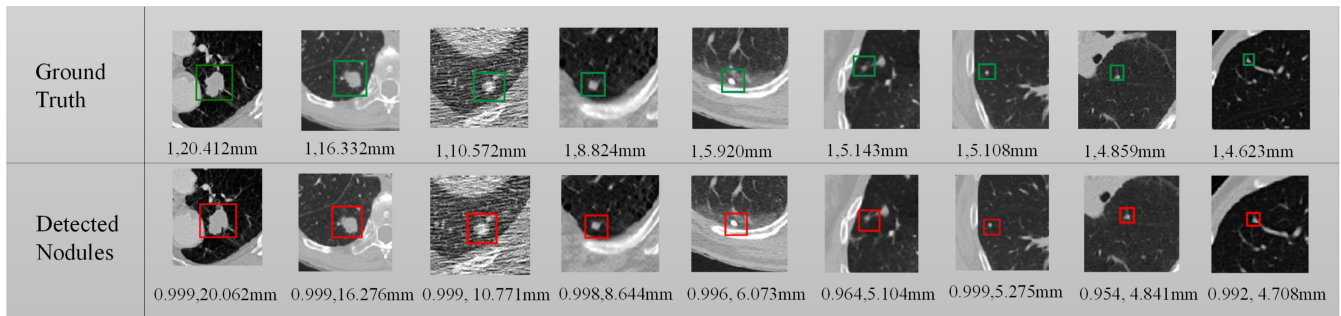 Ground
Truth
1,20.412mm 1,16.332mm 1,10.572mm 1,8.824mm 1,5.920mm 1,5.143mm 1,5.108mm 1,4.859mm 1,4.623mm
Detected
Nodules
0.999,20.062mm 0.999,16.276mm 0.999, 10.771mm 0.998,8.644mm 0.996, 6.073mm 0.964,5.104mm 0.999,5.275mm 0.954, 4.841mm 0.992, 4.708mm